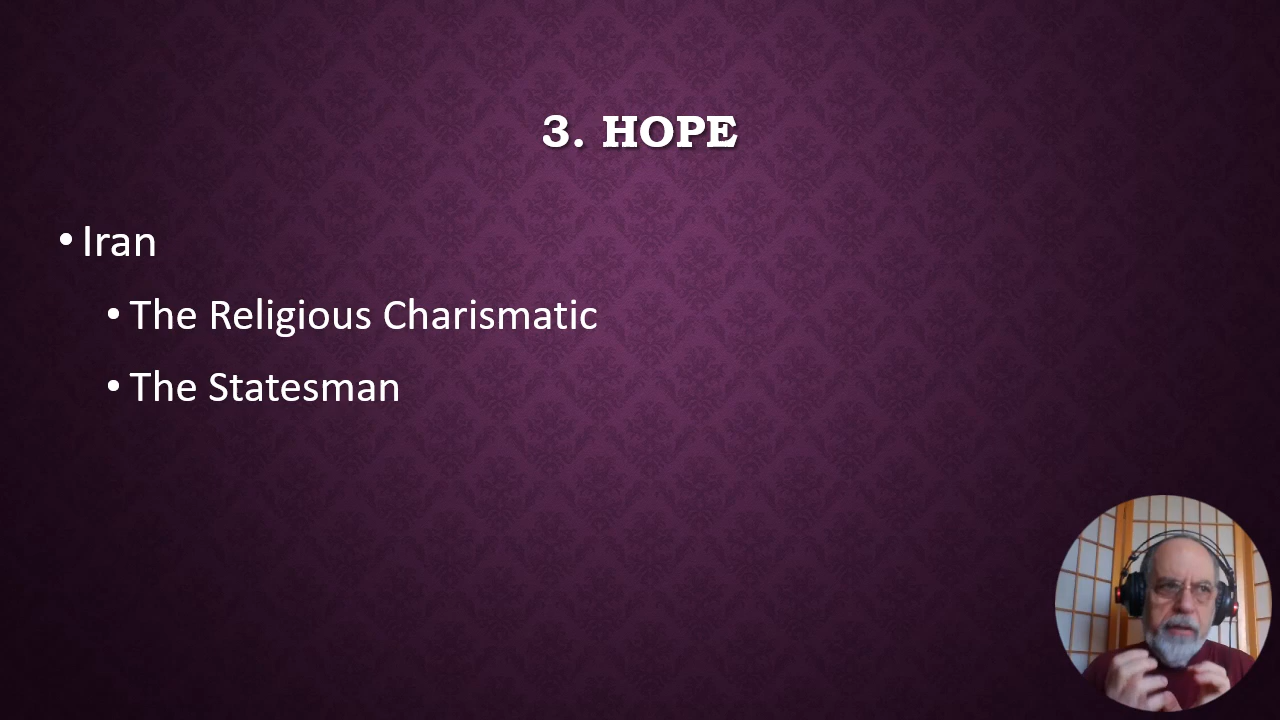 3. HOPE
• Iran
• The Religious Charismatic
• The Statesman